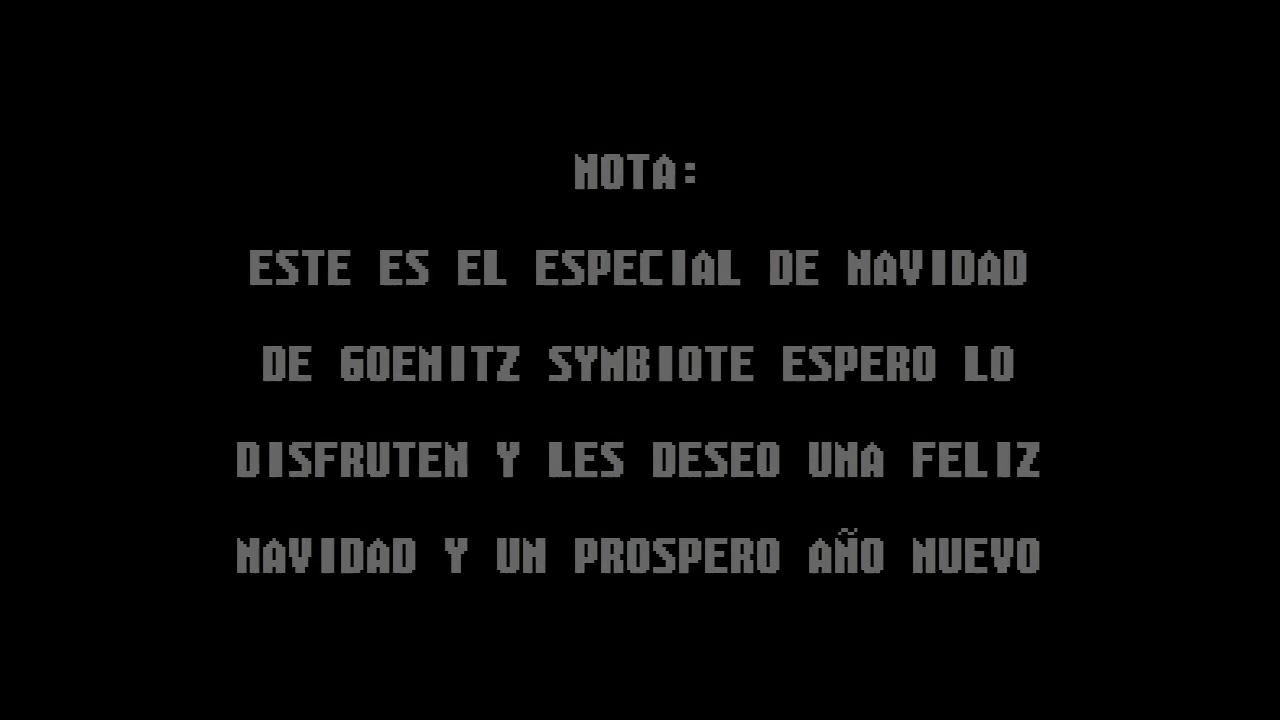 NOTA:
ESTE ES EL ESPECIAL DE NAVIDAD
DE GOENITZ SYMBIOTE ESPERO LO
DISFRUTEN Y LES DESEO UNA FELIZ
NAVIDAD Y UN PROSPERO AÑO NUEVO